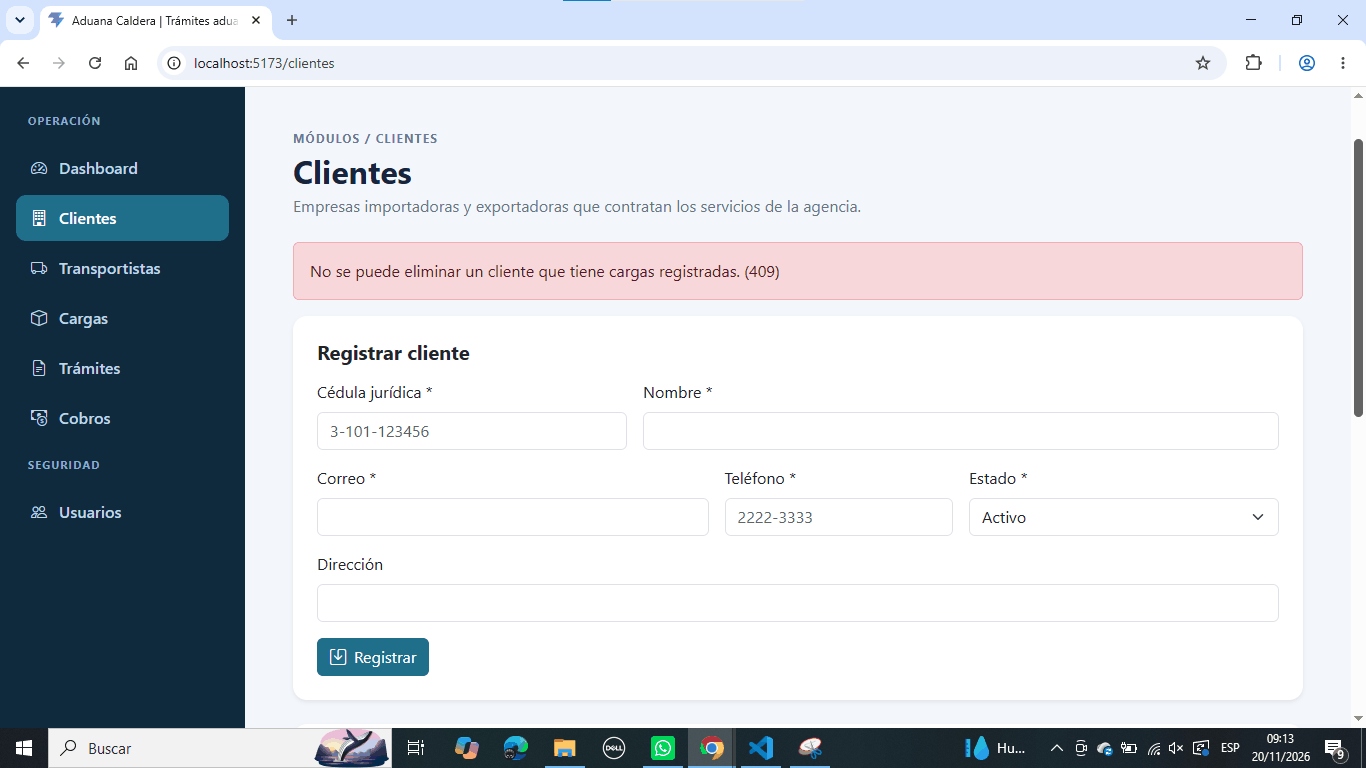 Aduana Caldera | Trámites adua
localhost:5173/clientes
OPERACIÓN
Dashboard
Clientes
Transportistas
Cargas
Trámites
Cobros
SEGURIDAD
Usuarios
MÓDULOS / CLIENTES
Clientes
Empresas importadoras y exportadoras que contratan los servicios de la agencia.
No se puede eliminar un cliente que tiene cargas registradas. (409)
Registrar cliente
Cédula jurídica * Nombre *
3-101-123456
Correo * Teléfono * Estado *
2222-3333 Activo
Dirección
Registrar
Buscar
DELL
Hu...
ESP
09:13
20/11/2026
9